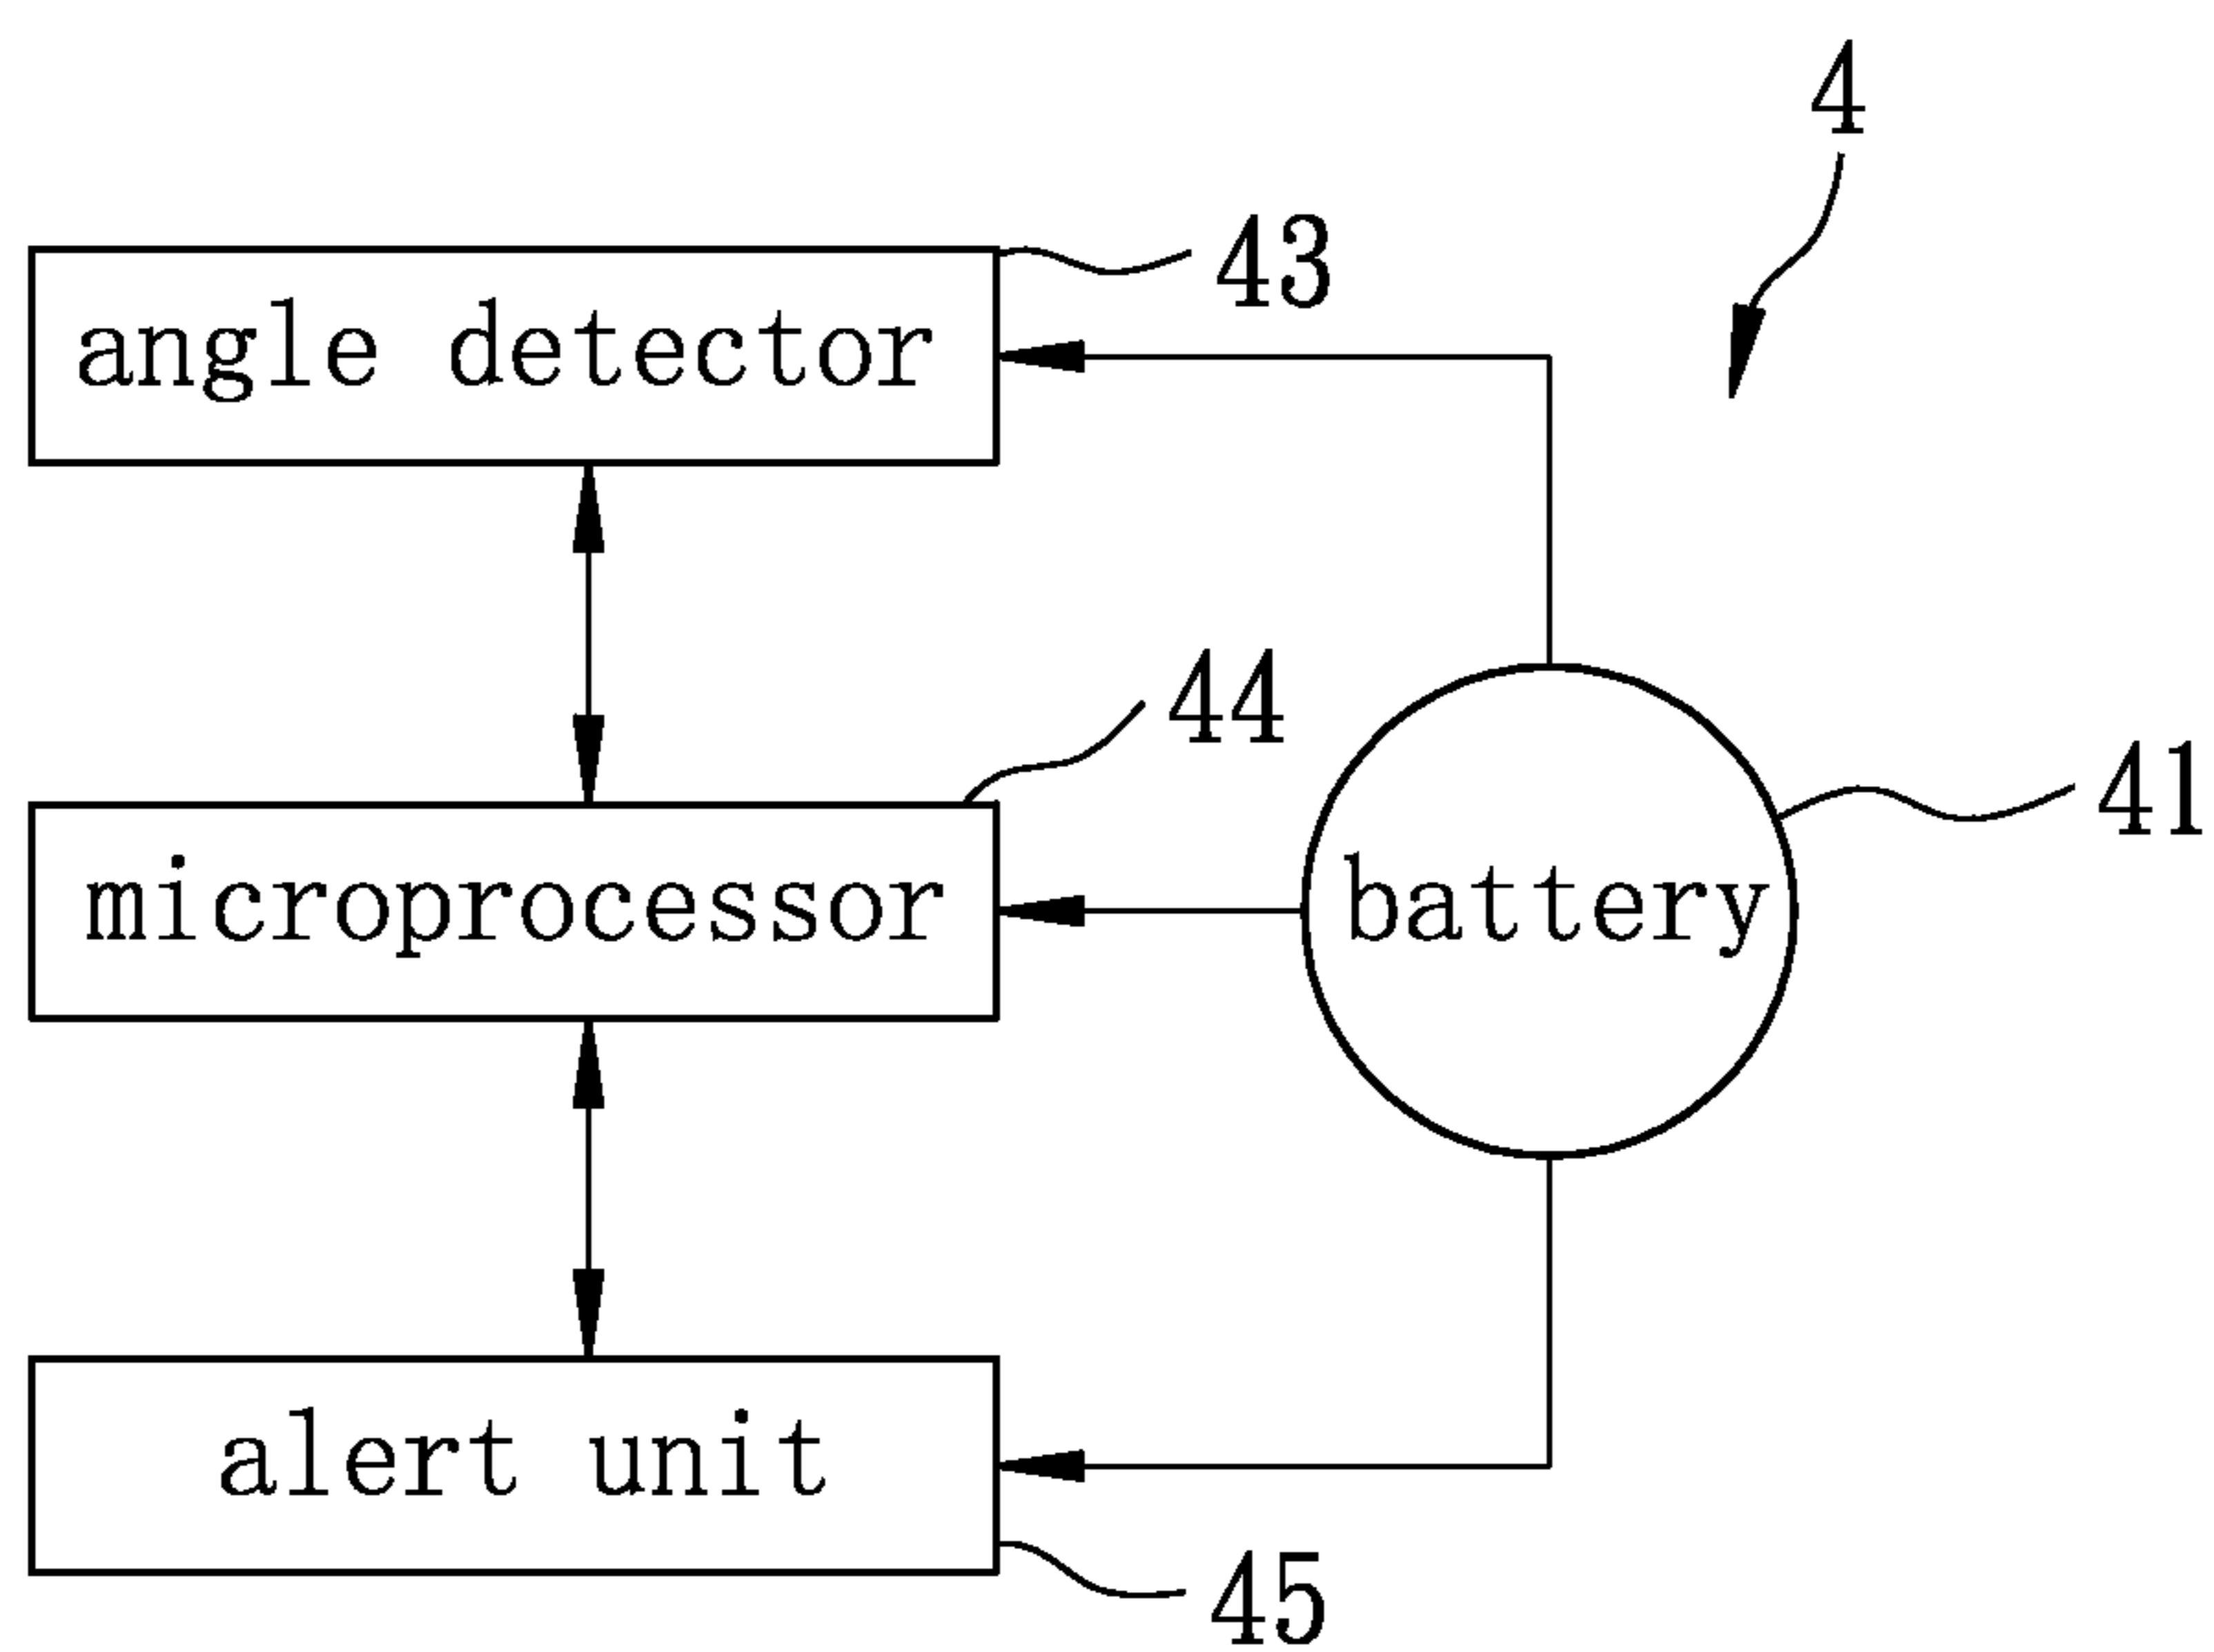 4
43
angle detector
44
41
microprocessor
battery
alert unit
45